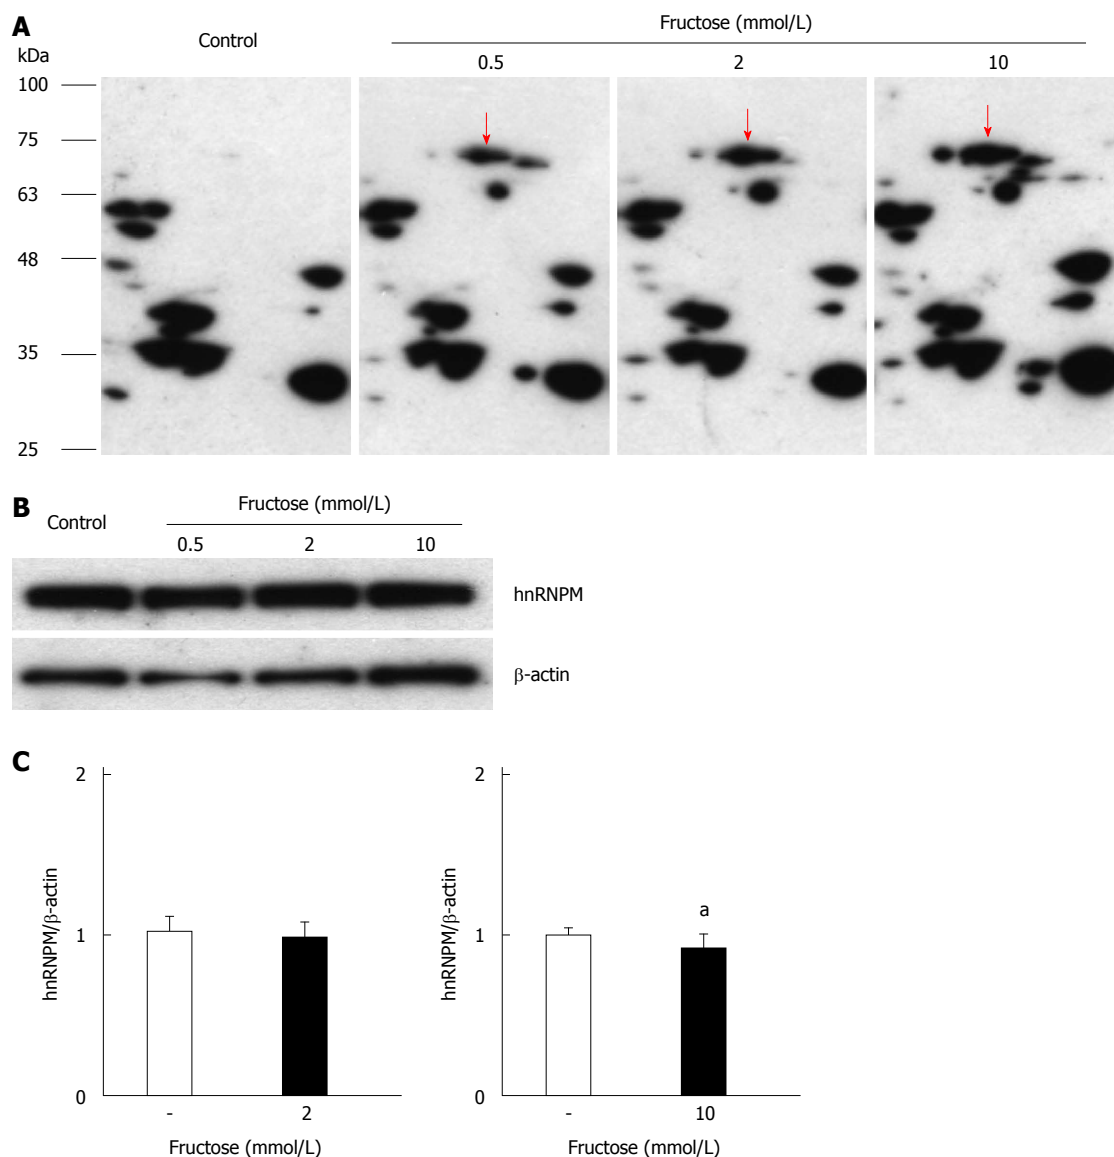 A
Control
Fructose (mmol/L)
kDa
0.5 2 10
100
75
63
48
35
25
B
Control
Fructose (mmol/L)
0.5 2 10
hnRNPM
β-actin
C
2
1
0
hnRNPM/β-actin
- 2
Fructose (mmol/L)
2
1
0
hnRNPM/β-actin
a
- 10
Fructose (mmol/L)